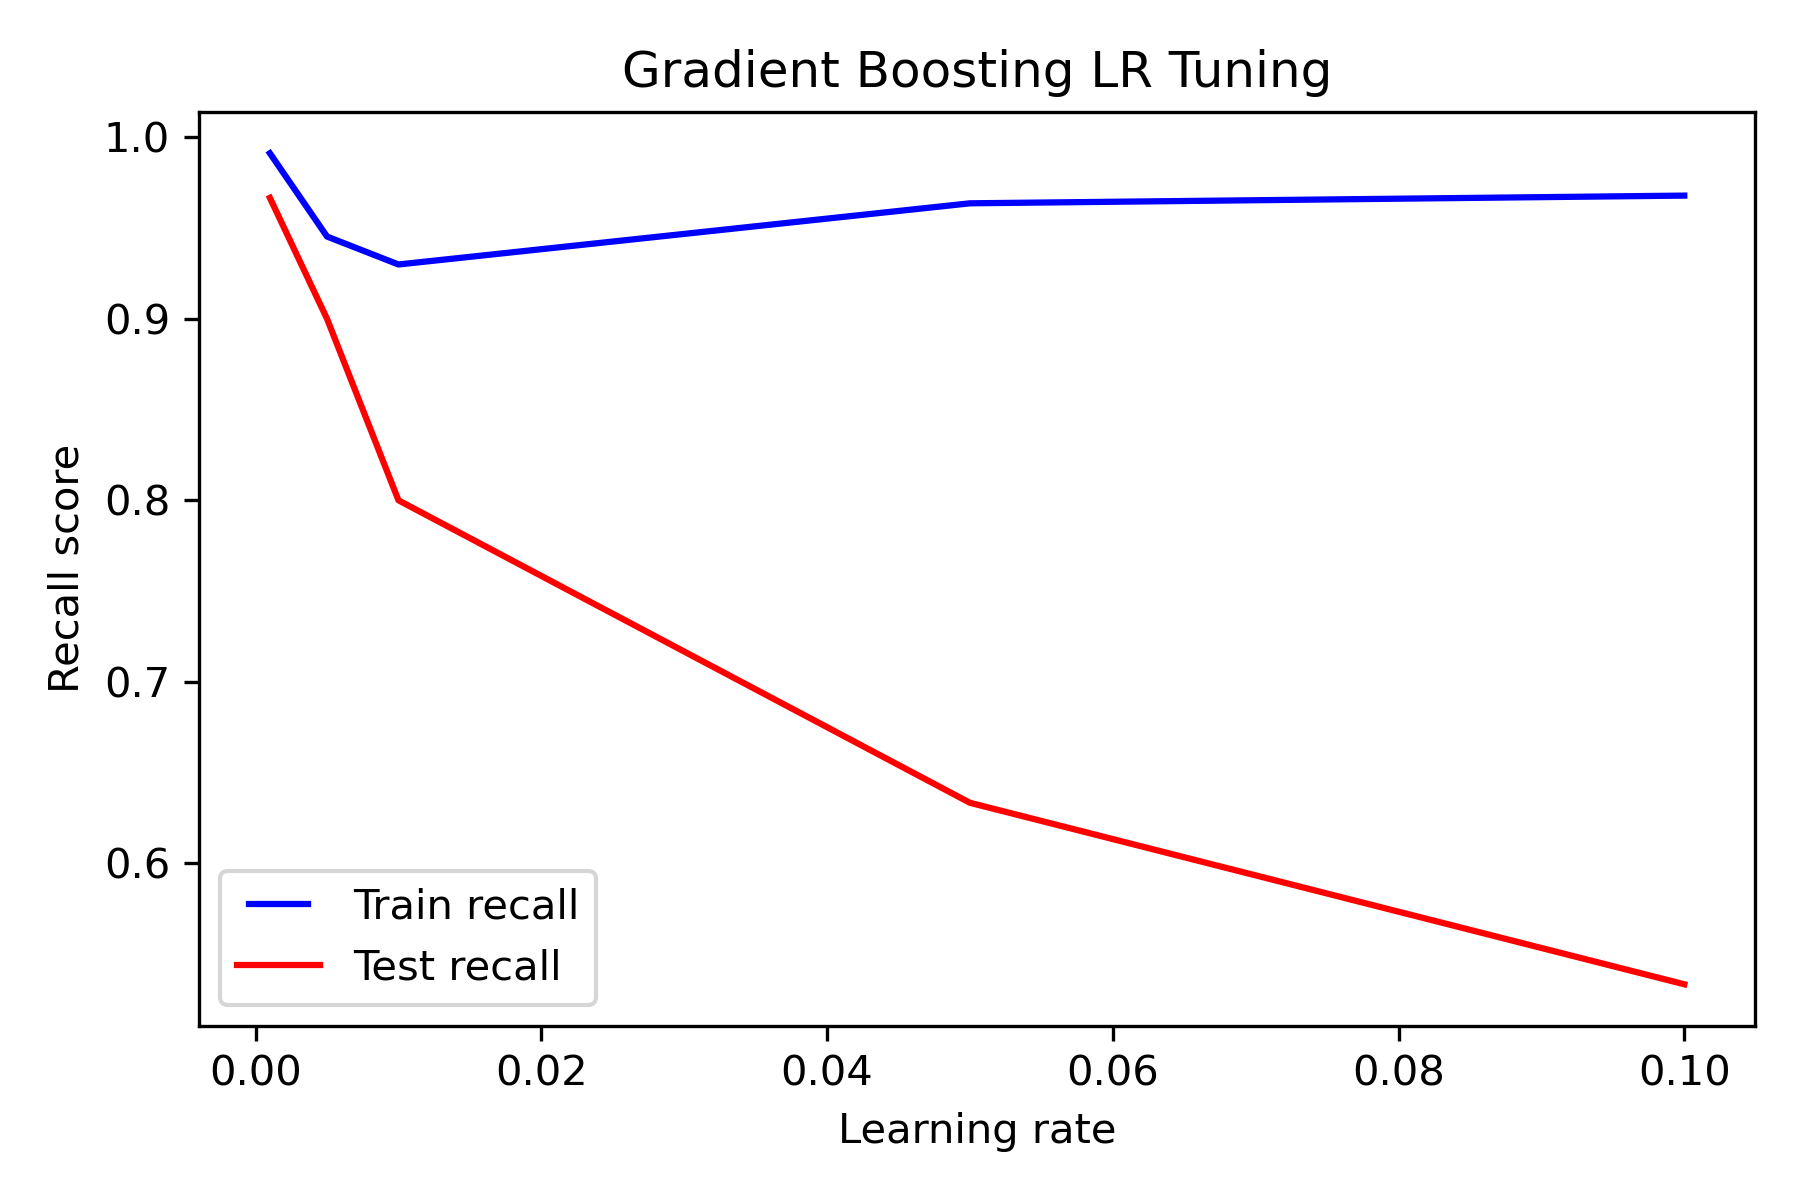 Gradient Boosting LR Tuning
1.0
0.9
0.8
0.7
0.6
Recall score
Train recall
Test recall
0.00 0.02 0.04 0.06 0.08 0.10
Learning rate